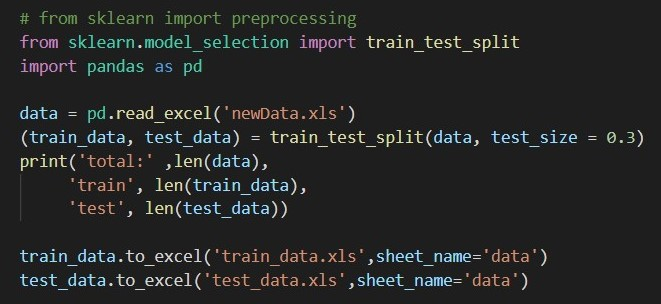 # from sklearn import preprocessing
from sklearn.model_selection import train_test_split
import pandas as pd
data = pd.read_excel('newData.xls')
(train_data, test_data) = train_test_split(data, test_size = 0.3)
print('total:' ,len(data),
'train', len(train_data),
'test', len(test_data))
train_data.to_excel('train_data.xls',sheet_name='data')
test_data.to_excel('test_data.xls',sheet_name='data')